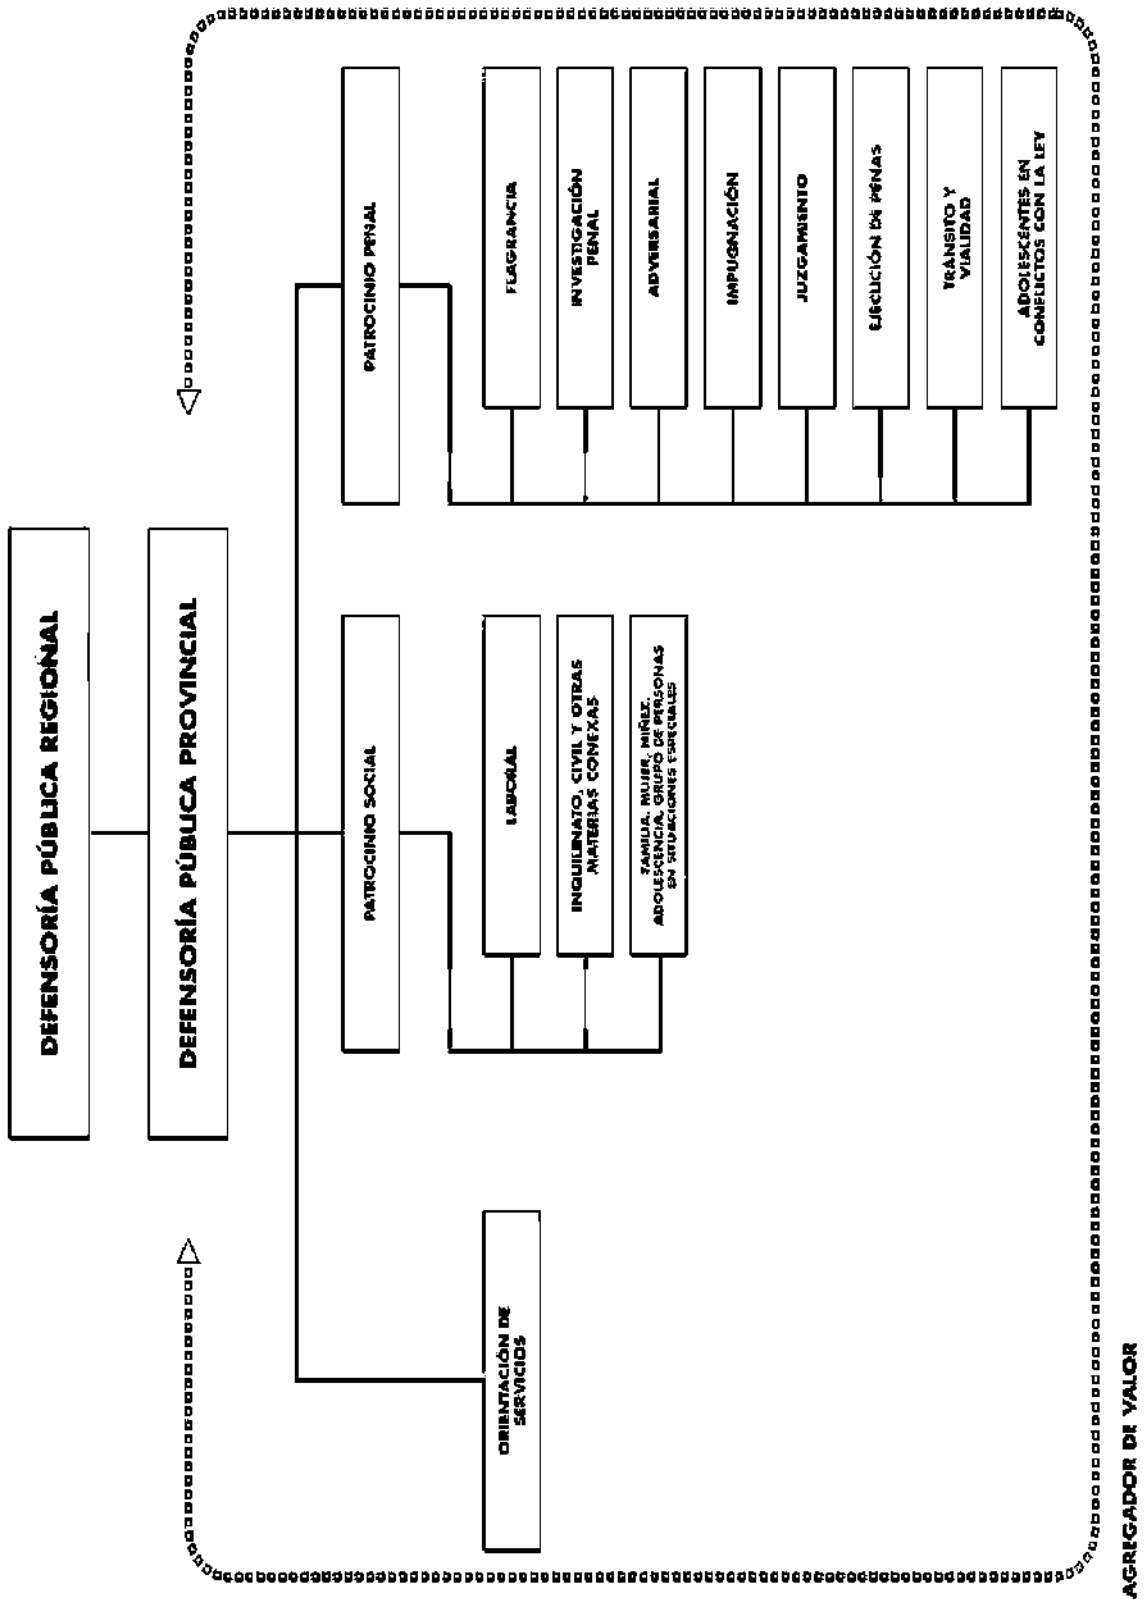 DEFENSORÍA PÚBLICA REGIONAL
DEFENSORÍA PÚBLICA PROVINCIAL
ORIENTACIÓN DE
SERVICIOS
PATROCINIO SOCIAL
LABORAL
INQUILINATO, CIVIL Y OTRAS
MATERIAS CONEXAS
FAMILIA, MUJER, NIÑEZ,
ADOLESCENCIA, GRUPO DE PERSONAS
EN SITUACIONES ESPECIALES
PATROCINIO PENAL
FLAGRANCIA
INVESTIGACIÓN
PENAL
ADVERSARIAL
IMPUGNACIÓN
JUZGAMIENTO
EJECUCIÓN DE PENAS
TRÁNSITO Y
VIALIDAD
ADOLESCENTES EN
CONFLICTOS CON LA LEY
AGREGADOR DE VALOR